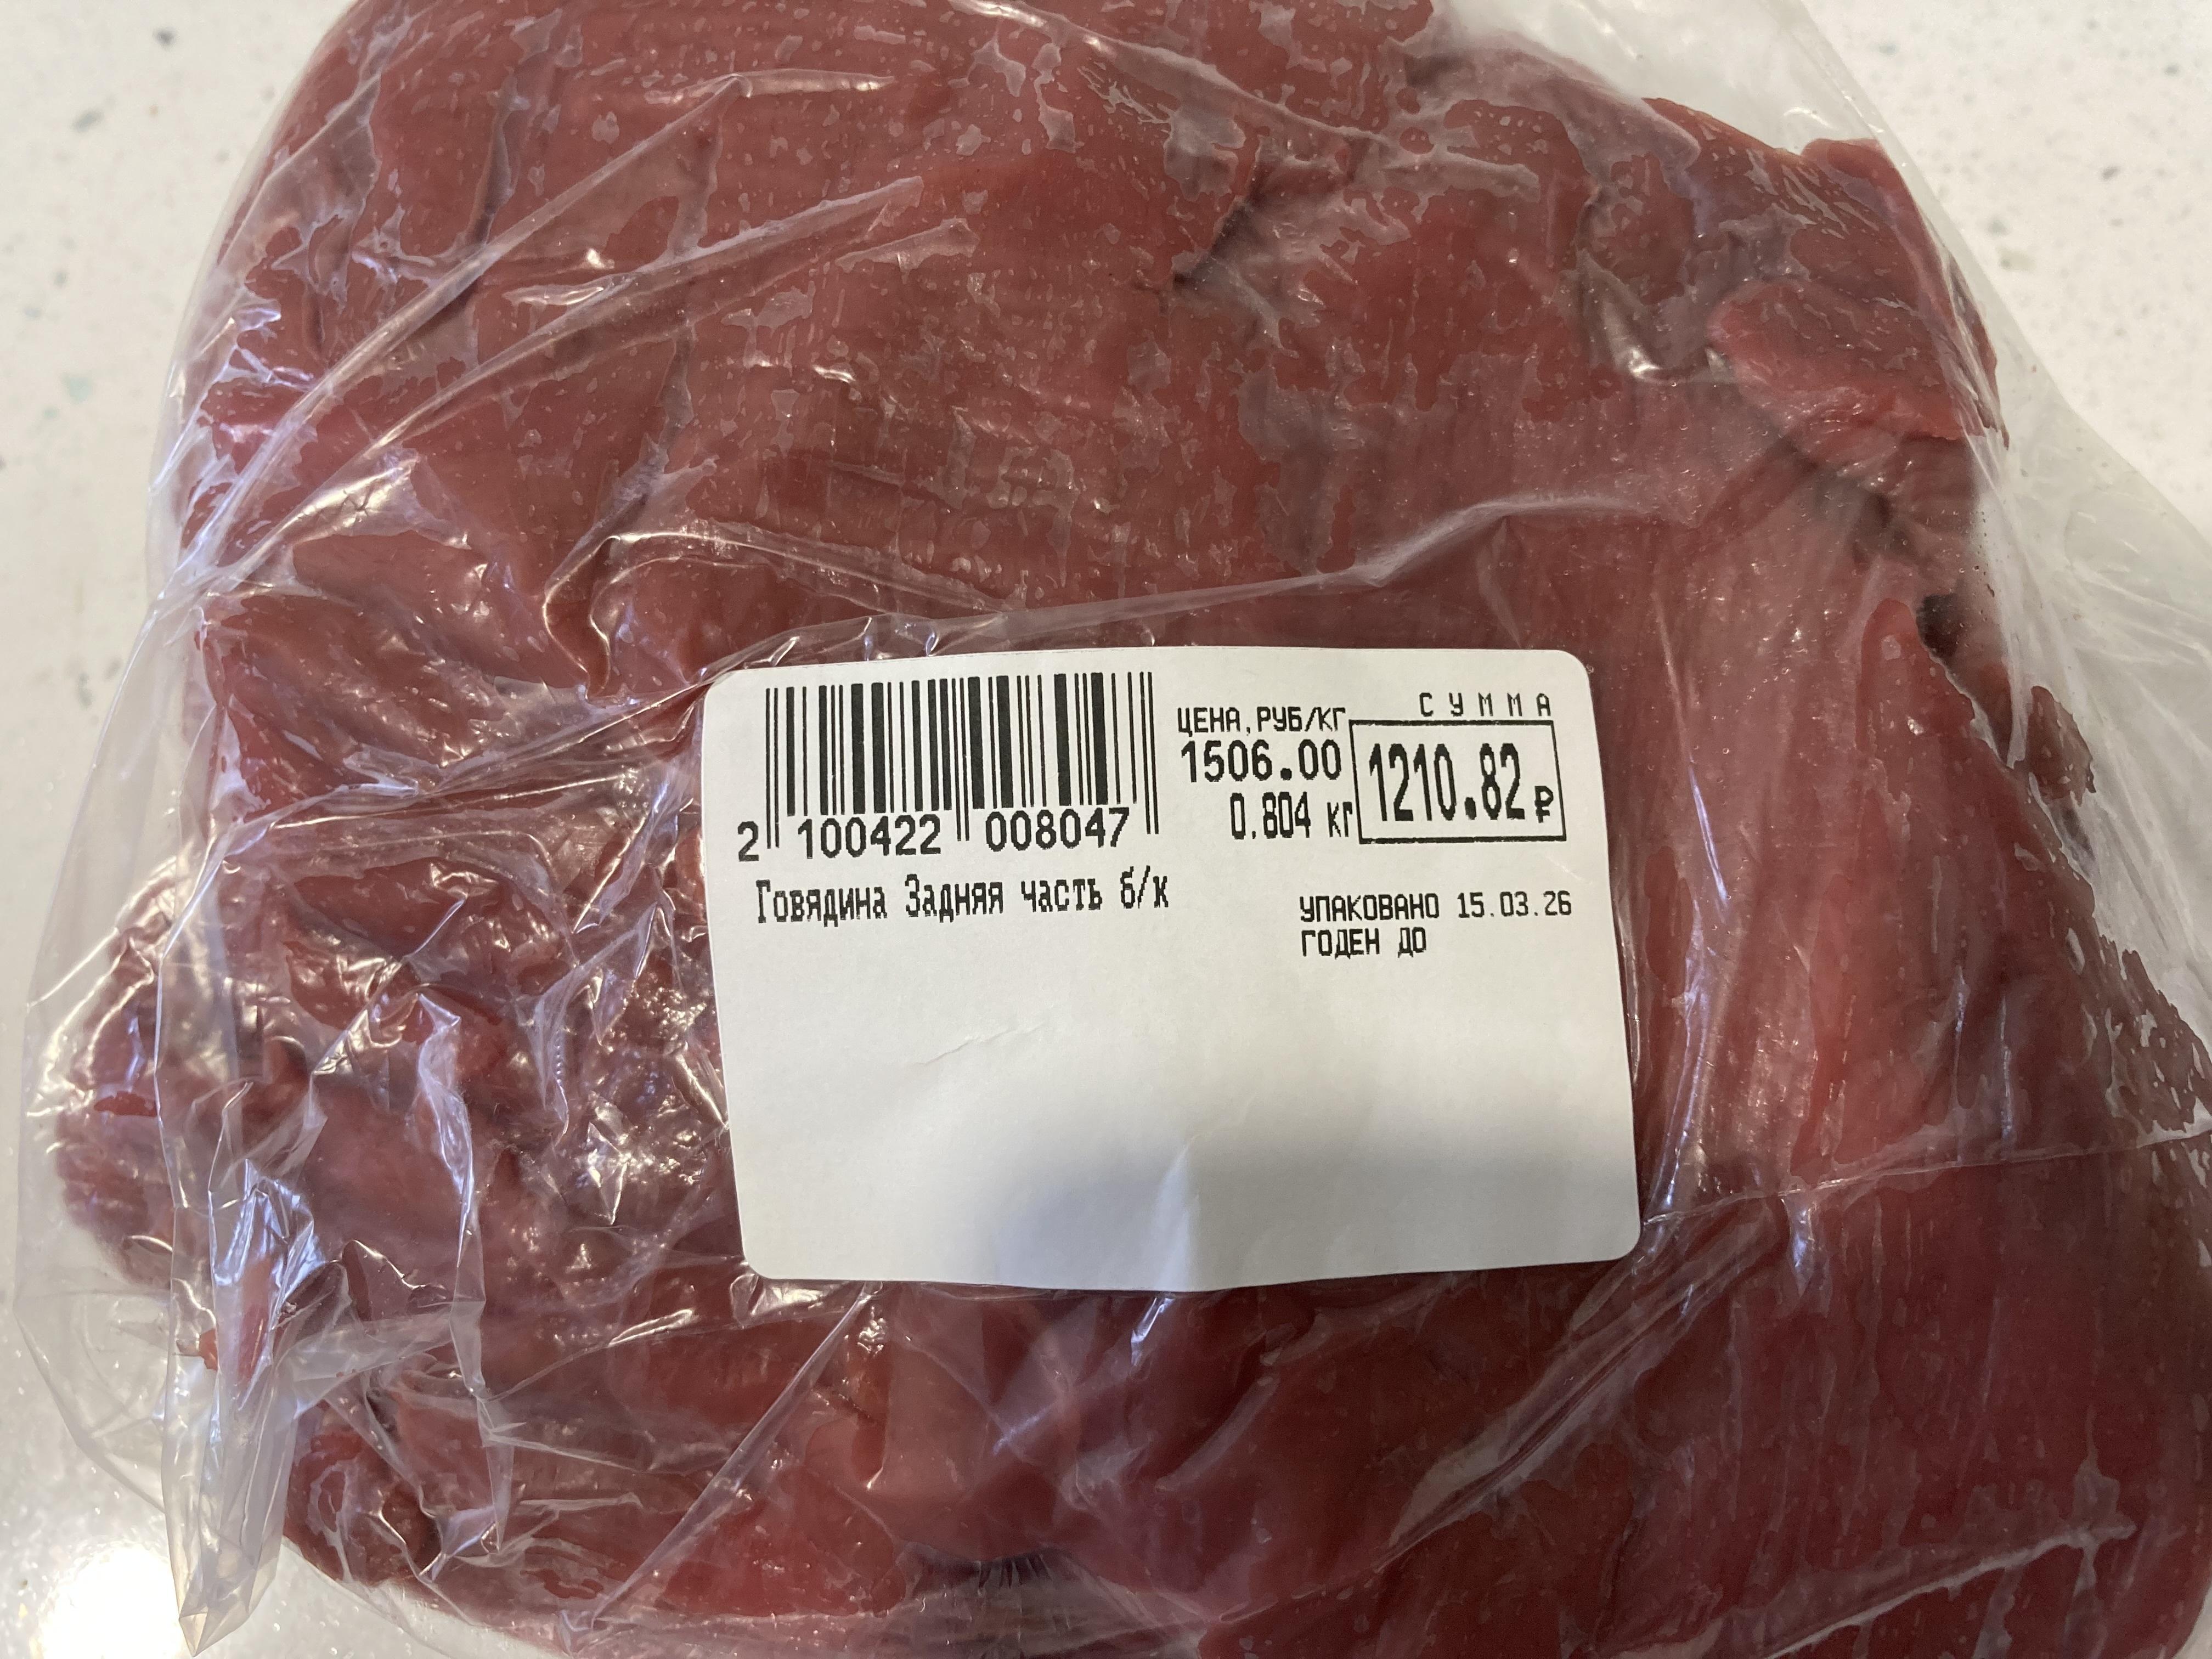 ЦЕНА,РУБ/КГ СУММА
1506.00 1210.82 ₽
0.804 кг
2 100422 008047
Говядина Задняя часть б/к
УПАКОВАНО 15.03.26
ГОДЕН ДО